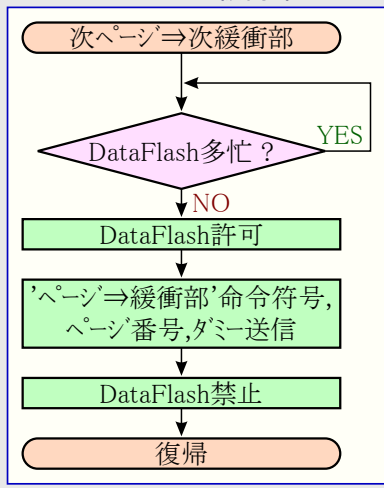 次ページ⇒次緩衝部
DataFlash多忙？
YES
NO
DataFlash許可
'ページ⇒緩衝部'命令符号,
ページ番号,ダミー送信
DataFlash禁止
復帰